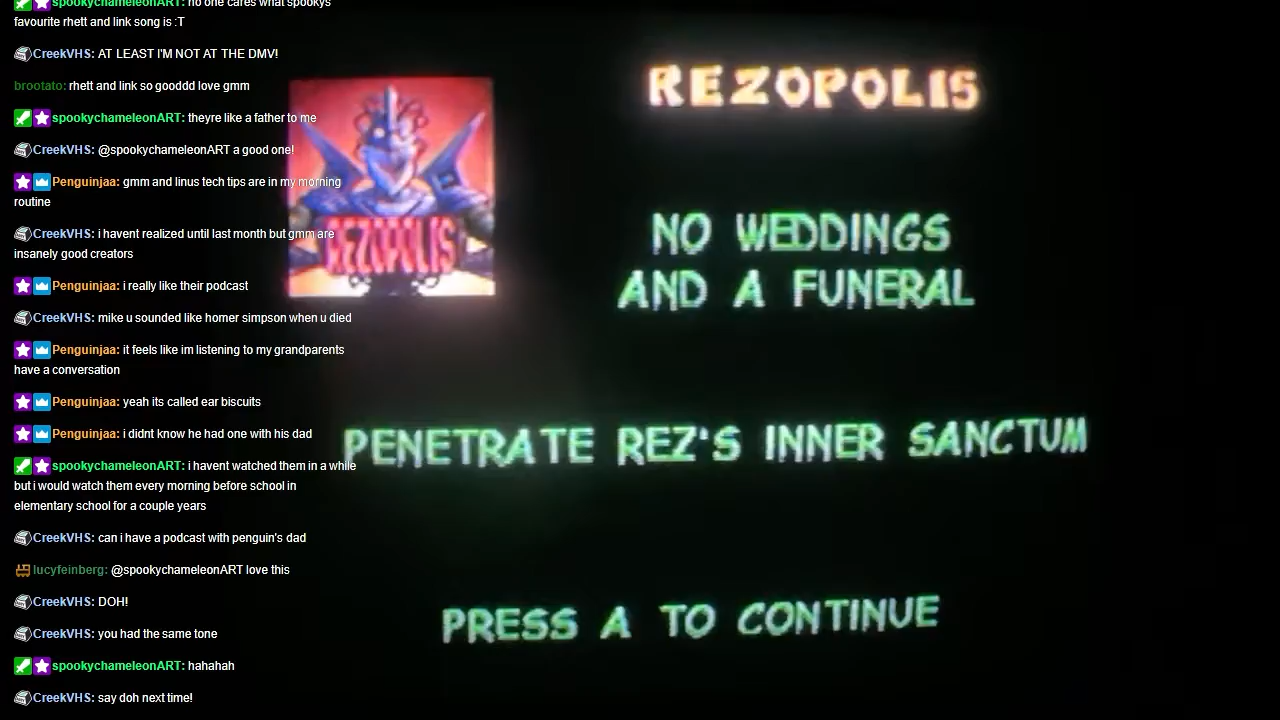 spookychameleonART: no one cares what spookys
favourite rhett and link song is :T
CreekVHS: AT LEAST I'M NOT AT THE DMV!
brootato: rhett and link so gooddd love gmm
spookychameleonART: theyre like a father to me
CreekVHS: @spookychameleonART a good one!
Penguinjaa: gmm and linus tech tips are in my morning
routine
CreekVHS: i havent realized until last month but gmm are
insanely good creators
Penguinjaa: i really like their podcast
CreekVHS: mike u sounded like homer simpson when u died
Penguinjaa: it feels like im listening to my grandparents
have a conversation
Penguinjaa: yeah its called ear biscuits
Penguinjaa: i didnt know he had one with his dad
spookychameleonART: i havent watched them in a while
but i would watch them every morning before school in
elementary school for a couple years
CreekVHS: can i have a podcast with penguin's dad
lucyfeinberg: @spookychameleonART love this
CreekVHS: DOH!
CreekVHS: you had the same tone
spookychameleonART: hahahah
CreekVHS: say doh next time!
REZOPOLIS
REZOPOLIS
NO WEDDINGS
AND A FUNERAL
PENETRATE REZ'S INNER SANCTUM
PRESS A TO CONTINUE